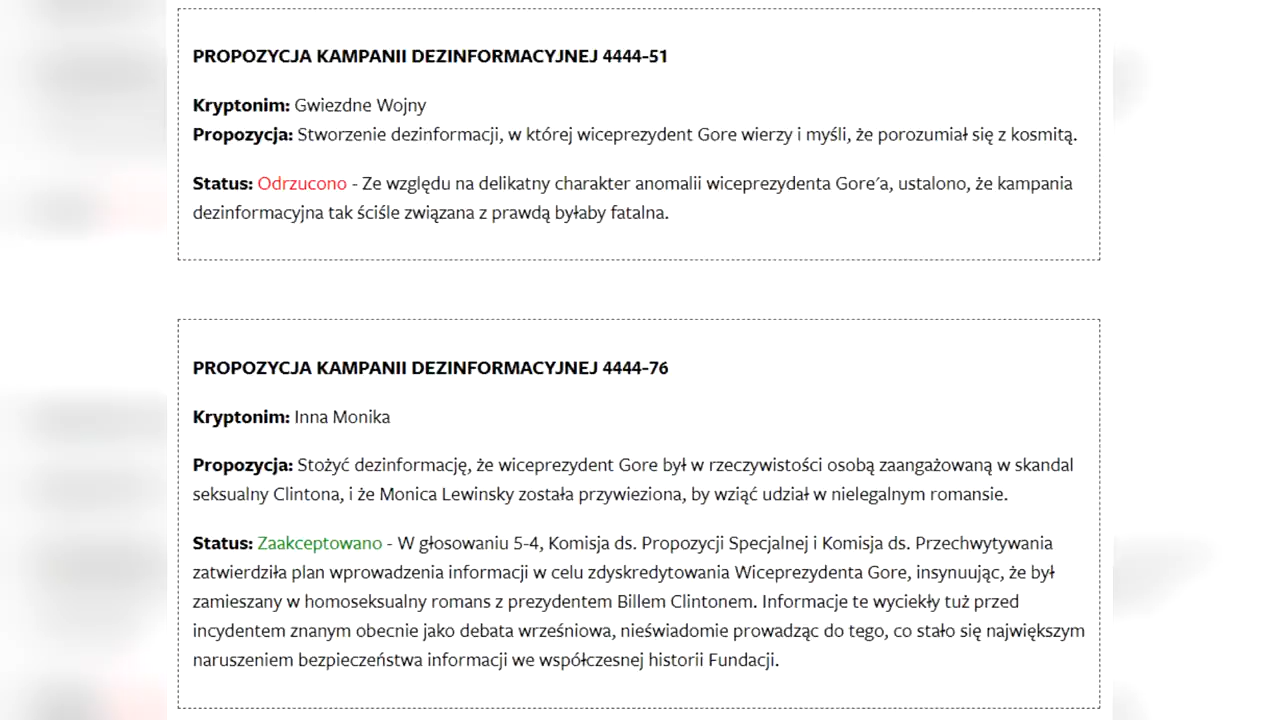 PROPOZYCJA KAMPANII DEZINFORMACYJNEJ 4444-51
Kryptonim: Gwiezdne Wojny
Propozycja: Stworzenie dezinformacji, w której wiceprezydent Gore wierzy i myśli, że porozumiał się z kosmitą.
Status: Odrzucono - Ze względu na delikatny charakter anomalii wiceprezydenta Gore′a, ustalono, że kampania
dezinformacyjna tak ściśle związana z prawdą byłaby fatalna.
PROPOZYCJA KAMPANII DEZINFORMACYJNEJ 4444-76
Kryptonim: Inna Monika
Propozycja: Stożyć dezinformację, że wiceprezydent Gore był w rzeczywistości osobą zaangażowaną w skandal
seksualny Clintona, i że Monica Lewinsky została przywieziona, by wziąć udział w nielegalnym romansie.
Status: Zaakceptowano - W głosowaniu 5-4, Komisja ds. Propozycji Specjalnej i Komisja ds. Przechwytywania
zatwierdziła plan wprowadzenia informacji w celu zdyskredytowania Wiceprezydenta Gore, insynuując, że był
zamieszany w homoseksualny romans z prezydentem Billem Clintonem. Informacje te wyciekły tuż przed
incydentem znanym obecnie jako debata wrześniowa, nieświadomie prowadząc do tego, co stało się największym
naruszeniem bezpieczeństwa informacji we współczesnej historii Fundacji.